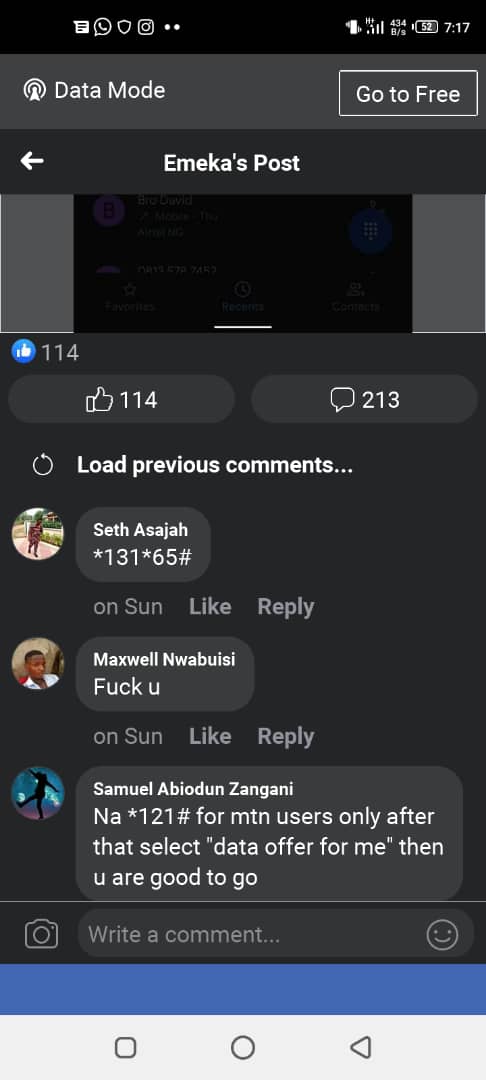 434
B/s
52
7:17
Data Mode
Go to Free
Emeka's Post
B
Bro David
Mobile - Thu
Airtel NG
0813 578 7452
Favorites
Recents
Contacts
114
114
213
Load previous comments...
Seth Asajah
*131*65#
on Sun Like Reply
Maxwell Nwabuisi
Fuck u
on Sun Like Reply
Samuel Abiodun Zangani
Na *121# for mtn users only after
that select "data offer for me" then
u are good to go
Write a comment...